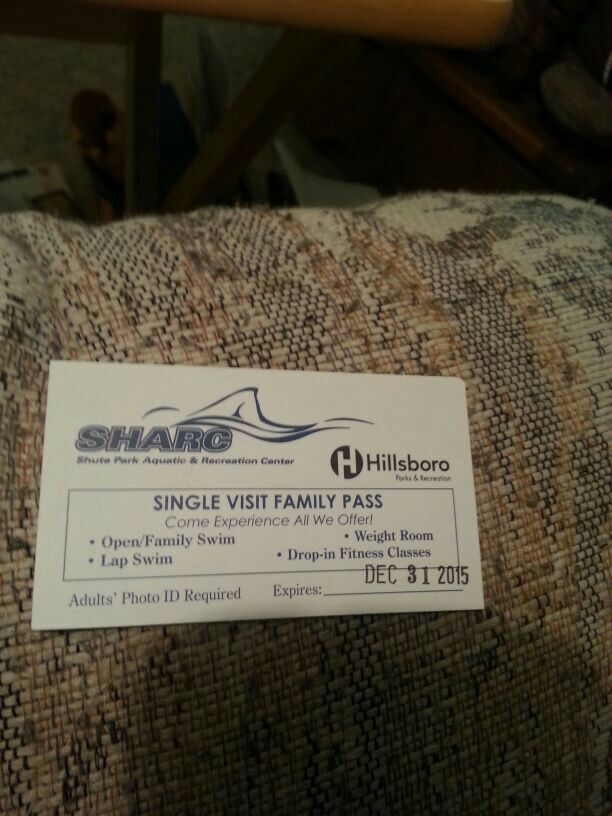 SHARC
Shute Park Aquatic & Recreation Center
H Hillsboro
Parks & Recreation
SINGLE VISIT FAMILY PASS
Come Experience All We Offer!
• Open/Family Swim
• Weight Room
• Lap Swim
• Drop-in Fitness Classes
DEC 31 2015
Adults' Photo ID Required
Expires: